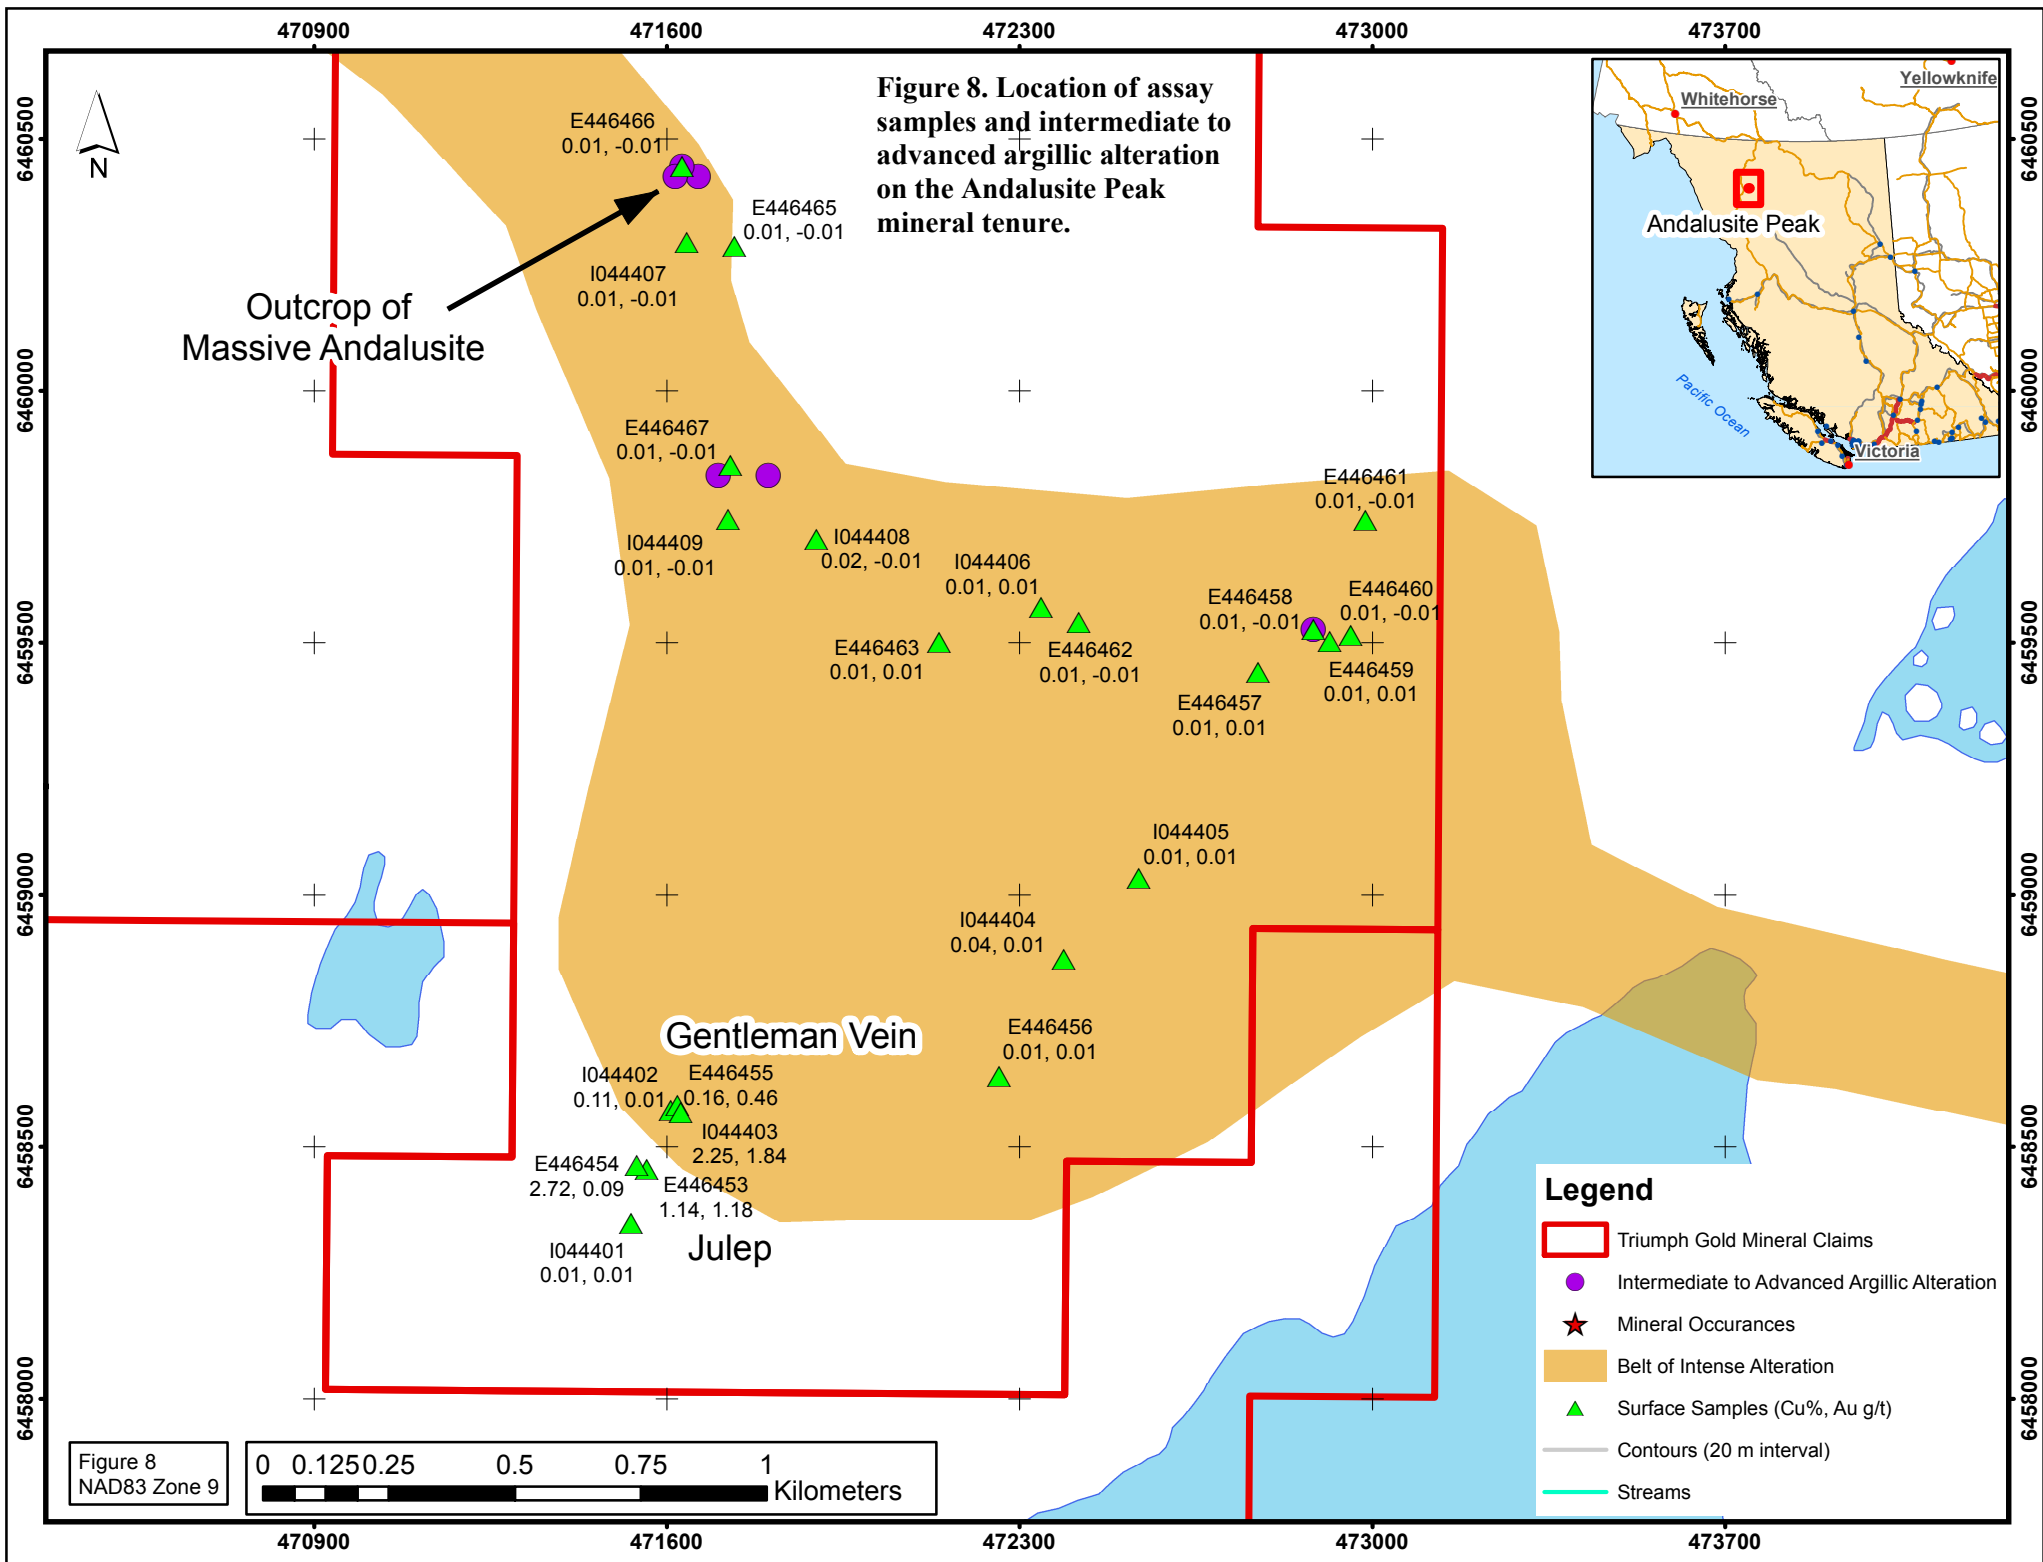 470900
471600
472300
473000
473700
6460500
6460000
6459500
6459000
6458500
6458000
6460500
6460000
6459500
6459000
6458500
6458000
N
Figure 8. Location of assay
samples and intermediate to
advanced argillic alteration
on the Andalusite Peak
mineral tenure.
Yellowknife
Whitehorse
Andalusite Peak
Pacific Ocean
Victoria
E446466
0.01, -0.01
E446465
0.01, -0.01
I044407
0.01, -0.01
Outcrop of
Massive Andalusite
E446467
0.01, -0.01
I044409
0.01, -0.01
I044408
0.02, -0.01
I044406
0.01, 0.01
E446461
0.01, -0.01
E446458
0.01, -0.01
E446460
0.01, -0.01
E446463
0.01, 0.01
E446462
0.01, -0.01
E446459
0.01, 0.01
E446457
0.01, 0.01
I044405
0.01, 0.01
I044404
0.04, 0.01
Gentleman Vein
E446456
0.01, 0.01
I044402
0.11, 0.01
E446455
0.16, 0.46
I044403
2.25, 1.84
E446454
2.72, 0.09
E446453
1.14, 1.18
I044401
0.01, 0.01
Julep
Legend
Triumph Gold Mineral Claims
Intermediate to Advanced Argillic Alteration
Mineral Occurances
Belt of Intense Alteration
Surface Samples (Cu%, Au g/t)
Contours (20 m interval)
Streams
Figure 8
NAD83 Zone 9
0 0.125 0.25 0.5 0.75 1
Kilometers
470900
471600
472300
473000
473700